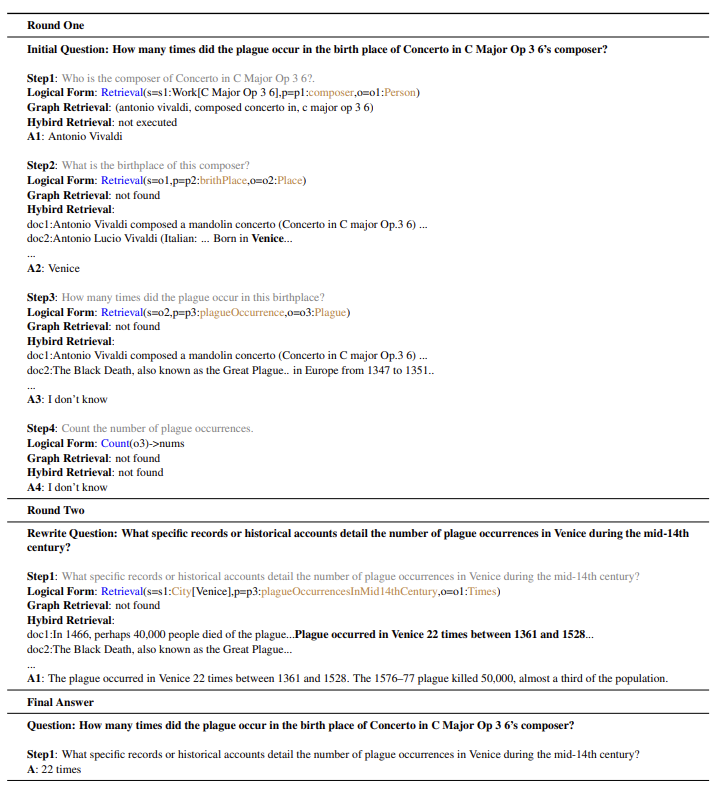 Round One
Initial Question: How many times did the plague occur in the birth place of Concerto in C Major Op 3 6's composer?
Step1: Who is the composer of Concerto in C Major Op 3 6?.
Logical Form: Retrieval(s=s1:Work[C Major Op 3 6],p=p1:composer,o=o1:Person)
Graph Retrieval: (antonio vivaldi, composed concerto in, c major op 3 6)
Hybird Retrieval: not executed
A1: Antonio Vivaldi
Step2: What is the birthplace of this composer?
Logical Form: Retrieval(s=o1,p=p2:brithPlace,o=o2:Place)
Graph Retrieval: not found
Hybird Retrieval:
doc1:Antonio Vivaldi composed a mandolin concerto (Concerto in C major Op.3 6) ...
doc2:Antonio Lucio Vivaldi (Italian: ... Born in Venice...
...
A2: Venice
Step3: How many times did the plague occur in this birthplace?
Logical Form: Retrieval(s=o2,p=p3:plagueOccurrence,o=o3:Plague)
Graph Retrieval: not found
Hybird Retrieval:
doc1:Antonio Vivaldi composed a mandolin concerto (Concerto in C major Op.3 6) ...
doc2:The Black Death, also known as the Great Plague.. in Europe from 1347 to 1351..
...
A3: I don't know
Step4: Count the number of plague occurrences.
Logical Form: Count(o3)->nums
Graph Retrieval: not found
Hybird Retrieval: not found
A4: I don't know
Round Two
Rewrite Question: What specific records or historical accounts detail the number of plague occurrences in Venice during the mid-14th
century?
Step1: What specific records or historical accounts detail the number of plague occurrences in Venice during the mid-14th century?
Logical Form: Retrieval(s=s1:City[Venice],p=p3:plagueOccurrencesInMid14thCentury,o=o1:Times)
Graph Retrieval: not found
Hybird Retrieval:
doc1:In 1466, perhaps 40,000 people died of the plague...Plague occurred in Venice 22 times between 1361 and 1528...
doc2:The Black Death, also known as the Great Plague...
...
A1: The plague occurred in Venice 22 times between 1361 and 1528. The 1576–77 plague killed 50,000, almost a third of the population.
Final Answer
Question: How many times did the plague occur in the birth place of Concerto in C Major Op 3 6's composer?
Step1: What specific records or historical accounts detail the number of plague occurrences in Venice during the mid-14th century?
A: 22 times